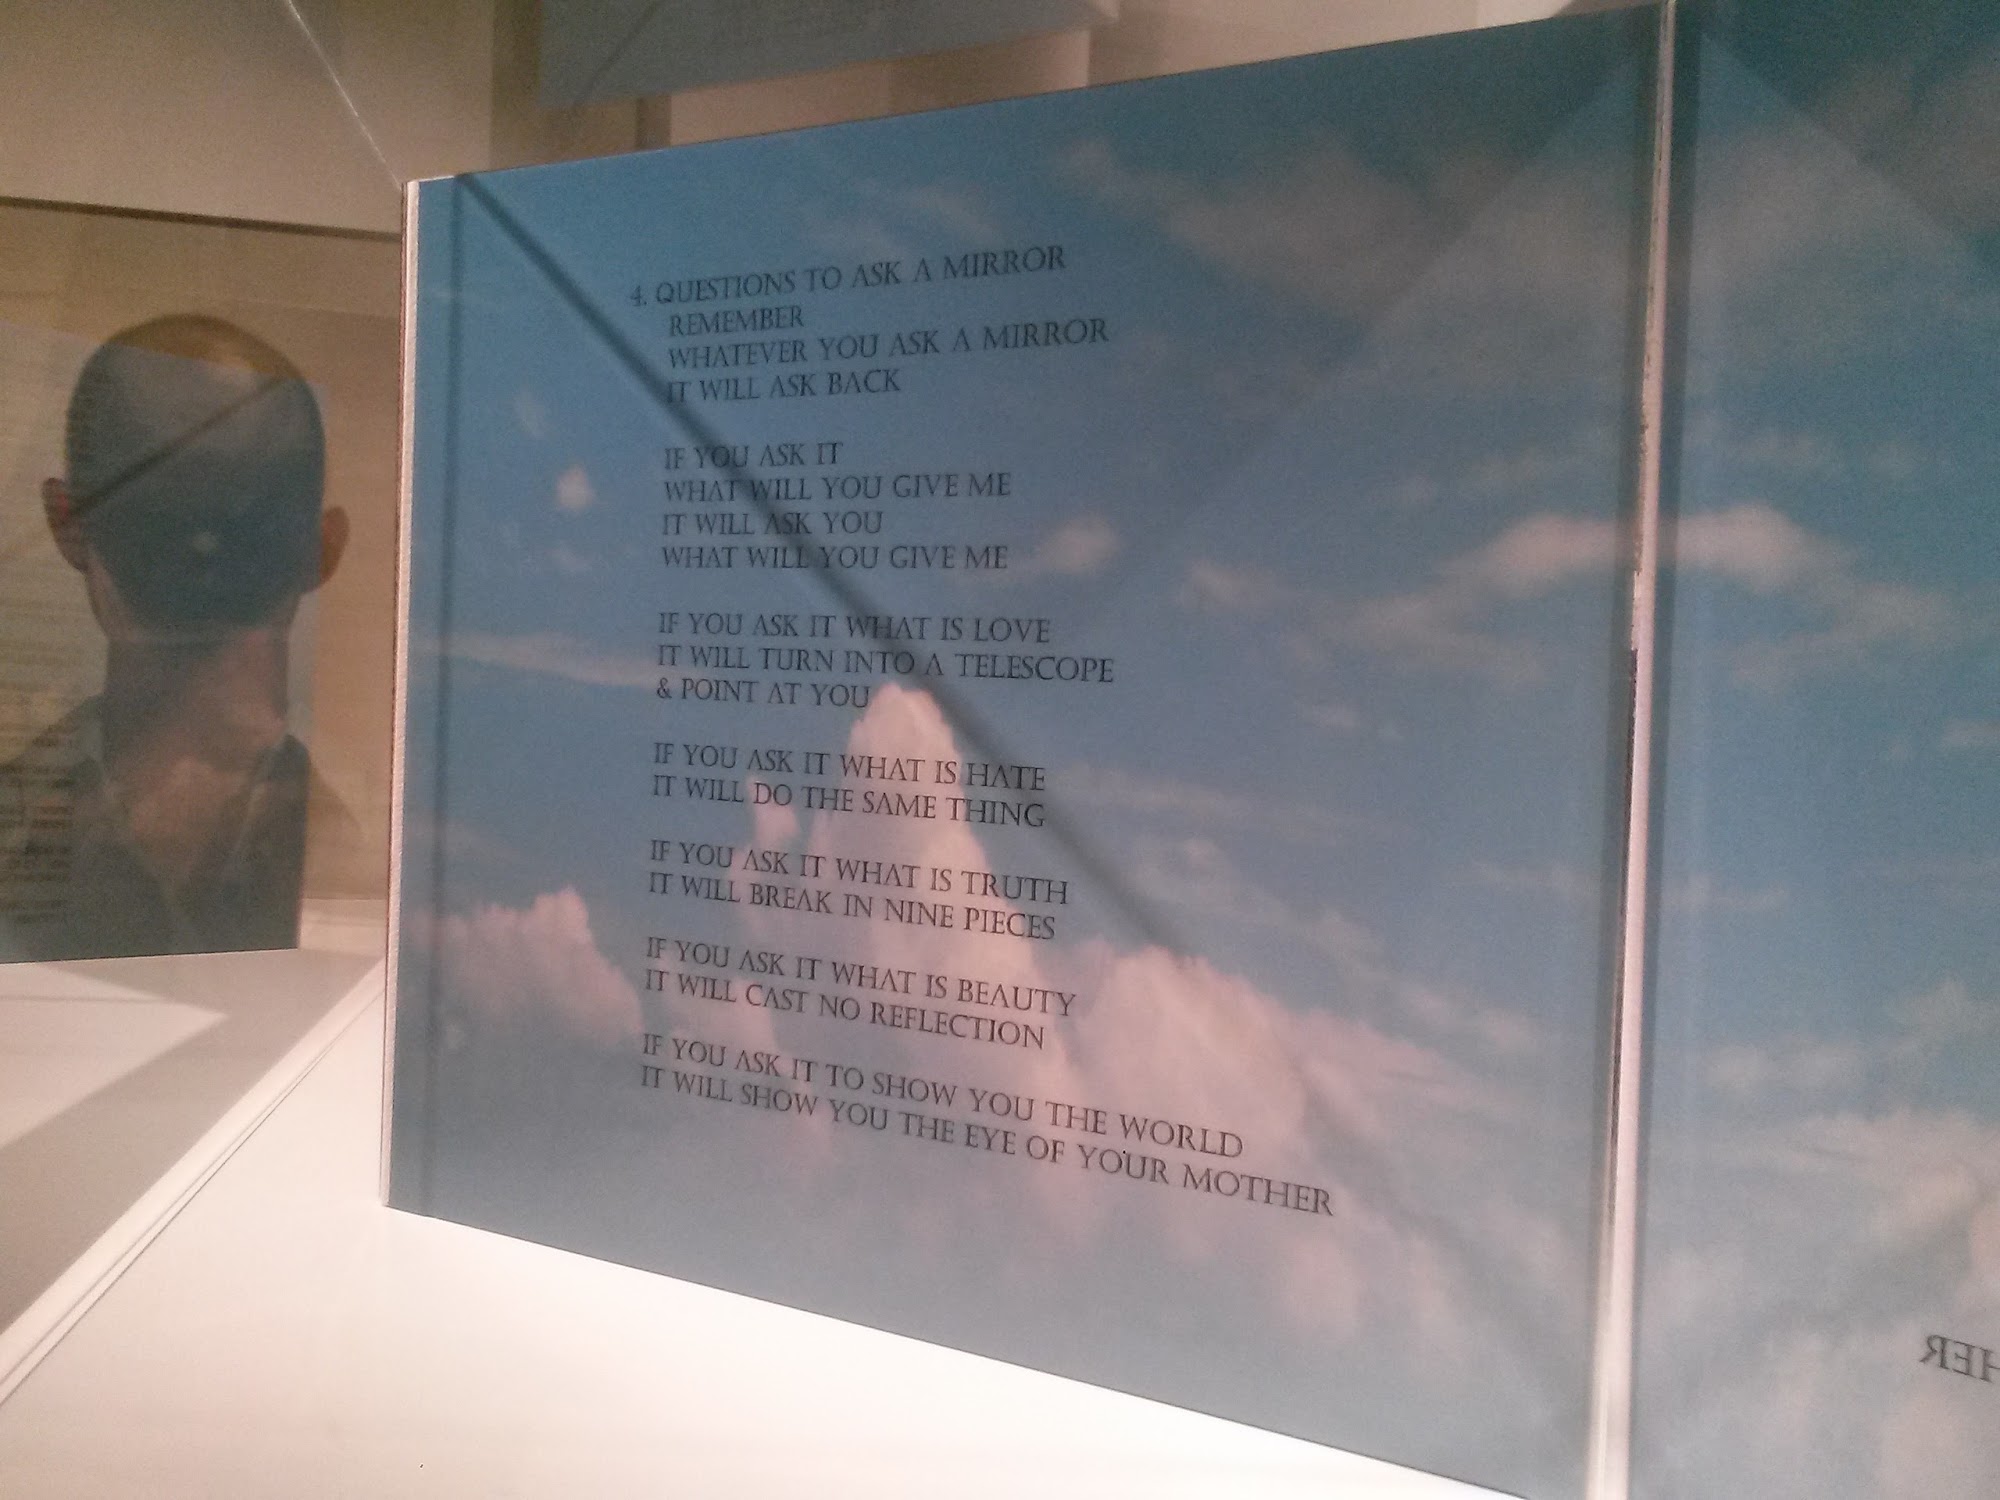 4. QUESTIONS TO ASK A MIRROR
REMEMBER
WHATEVER YOU ASK A MIRROR
IT WILL ASK BACK
IF YOU ASK IT
WHAT WILL YOU GIVE ME
IT WILL ASK YOU
WHAT WILL YOU GIVE ME
IF YOU ASK IT WHAT IS LOVE
IT WILL TURN INTO A TELESCOPE
& POINT AT YOU
IF YOU ASK IT WHAT IS HATE
IT WILL DO THE SAME THING
IF YOU ASK IT WHAT IS TRUTH
IT WILL BREAK IN NINE PIECES
IF YOU ASK IT WHAT IS BEAUTY
IT WILL CAST NO REFLECTION
IF YOU ASK IT TO SHOW YOU THE WORLD
IT WILL SHOW YOU THE EYE OF YOUR MOTHER
HER